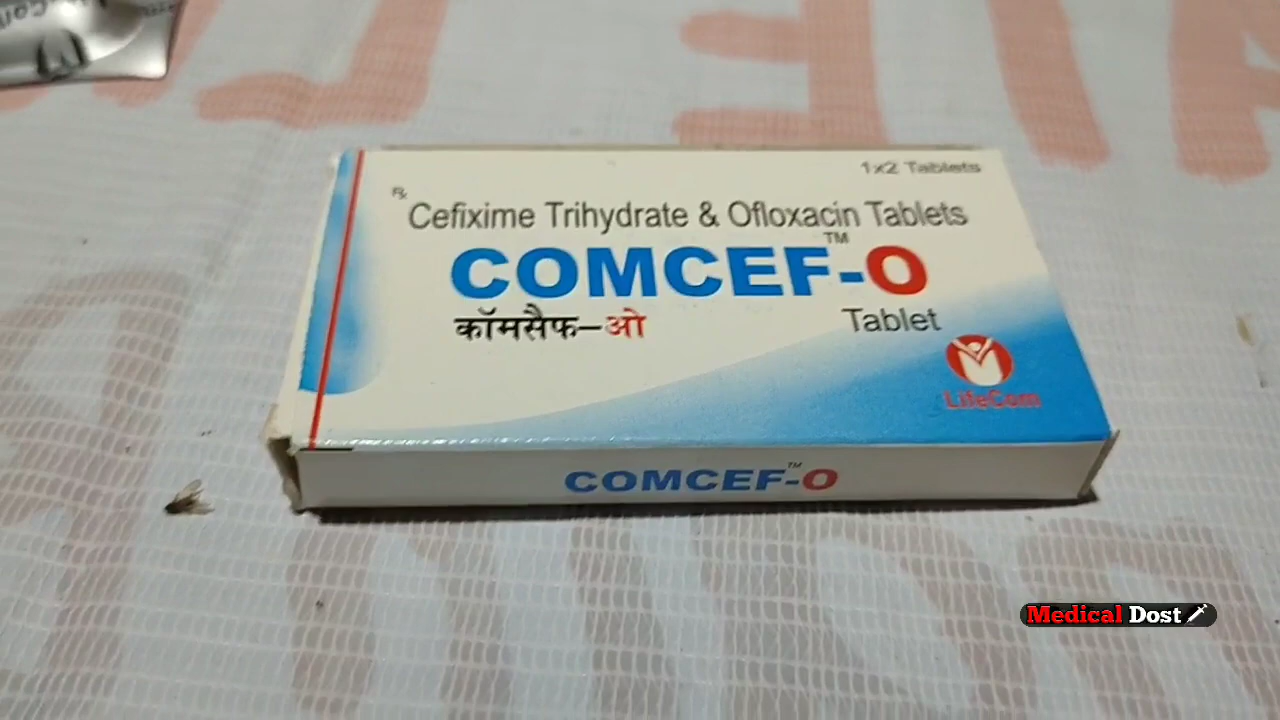 1x2 Tablets
℞
Cefixime Trihydrate & Ofloxacin Tablets
COMCEF-O™
कॉमसैफ–ओ
Tablet
LifeCom
COMCEF-O™
Medical Dost